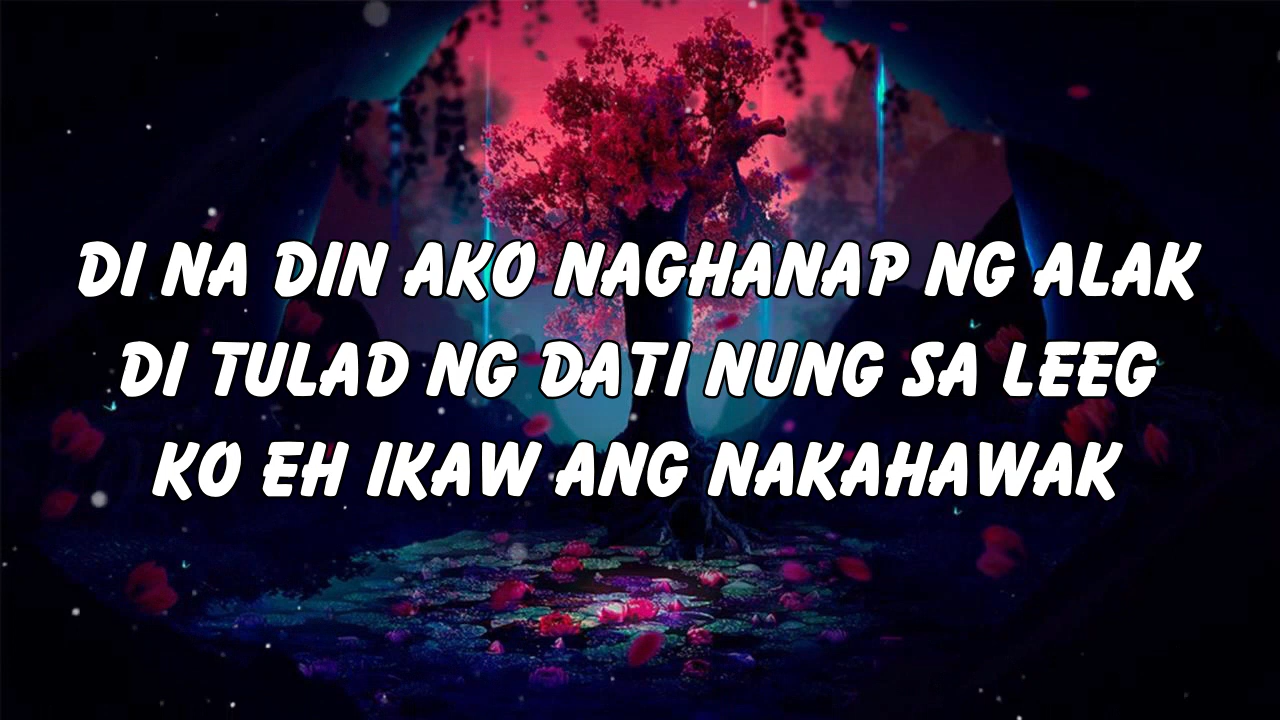 DI NA DIN AKO NAGHANAP NG ALAK
DI TULAD NG DATI NUNG SA LEEG
KO EH IKAW ANG NAKAHAWAK